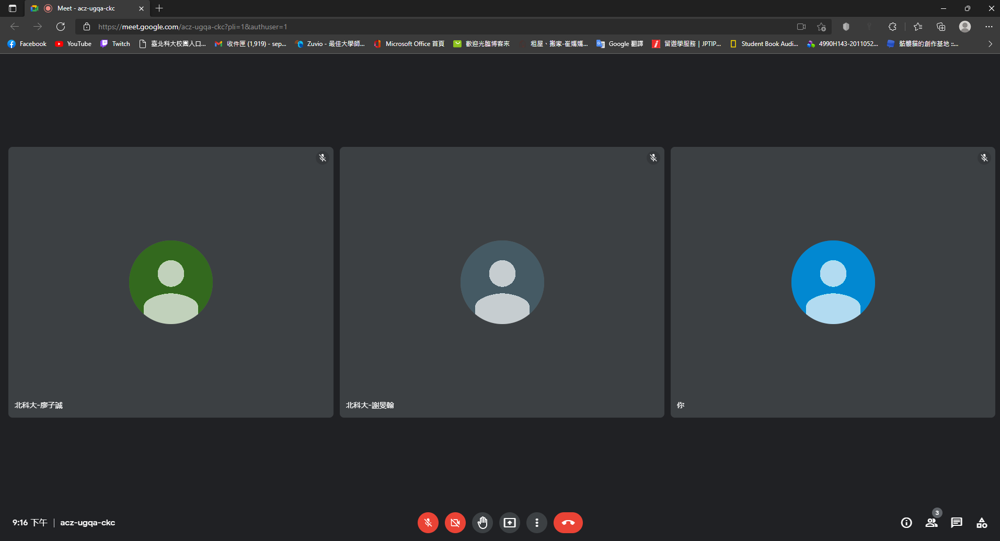 Meet - acz-ugqa-ckc
https://meet.google.com/acz-ugqa-ckc?pli=1&authuser=1
Facebook YouTube Twitch 臺北科大校園入口... 收件匣 (1,919) - sep... Zuvio - 最佳大學師... Microsoft Office 首頁 歡迎光臨博客來 租屋、搬家-崔媽媽... Google 翻譯 留遊學服務 | JPTIP... Student Book Audi... 4990H143-2011052... 骷髏貓的創作基地 ::...
北科大-廖子誠
北科大-謝旻翰
你
9:16 下午 | acz-ugqa-ckc
3